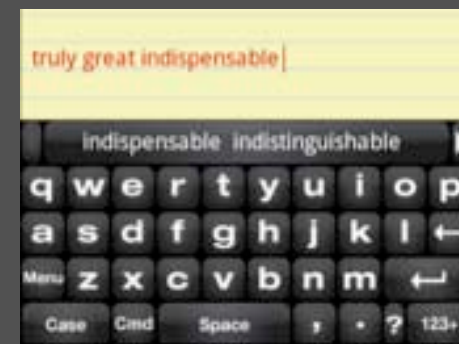 truly great indispensable
indispensable indistinguishable
q w e r t y u i o p
a s d f g h j k l ←
Menu z x c v b n m ↵
Case Cmd Space , . ? 123+